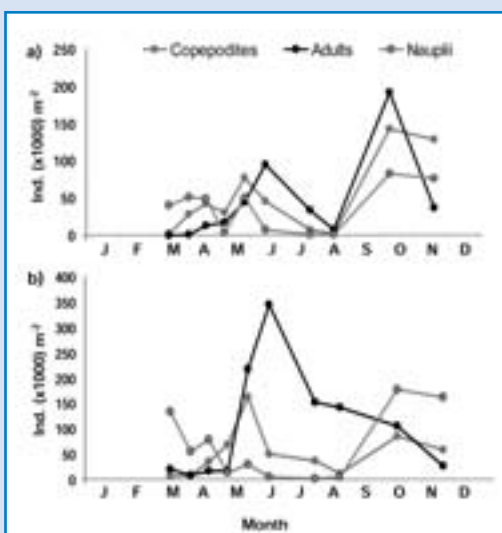 a)
Copepodites Adults Nauplii
Ind. (x1000) m⁻²
250
200
150
100
50
0
J F M A M J J A S O N D
b)
Ind. (x1000) m⁻²
400
350
300
250
200
150
100
50
0
J F M A M J J A S O N D
Month